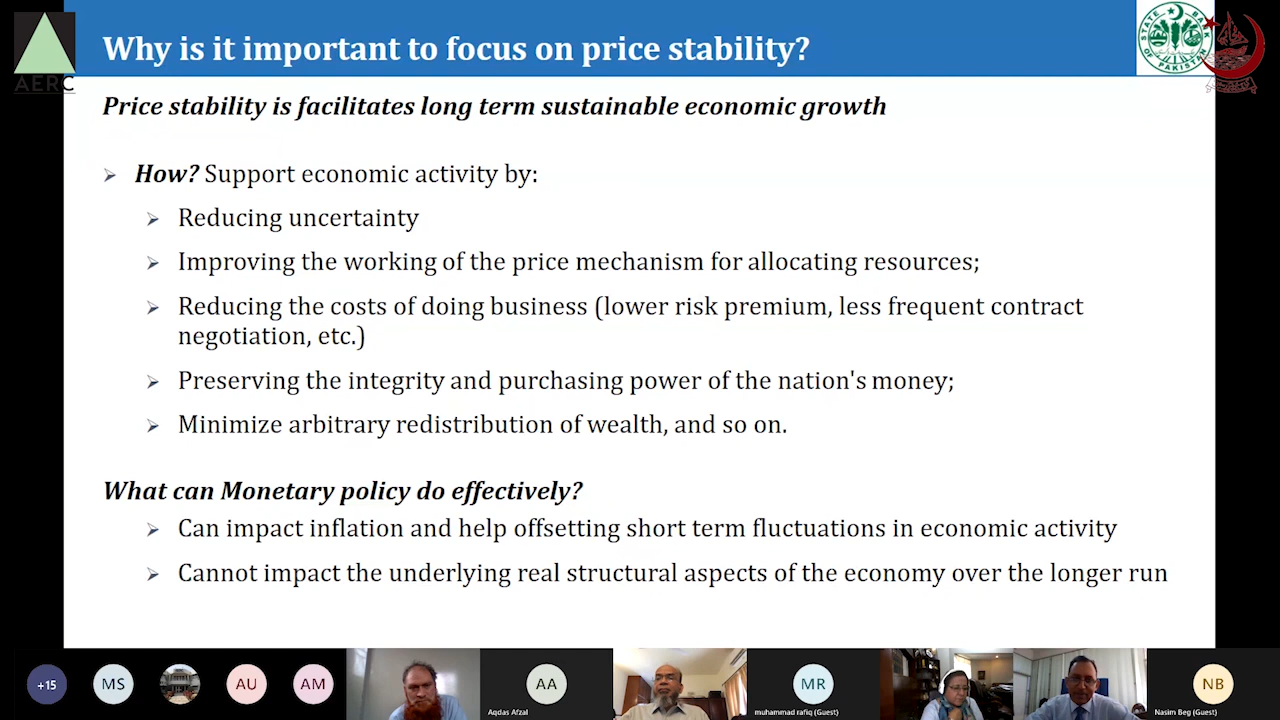 Why is it important to focus on price stability?
STATE BANK OF PAKISTAN
AERC
Price stability is facilitates long term sustainable economic growth
How? Support economic activity by:
Reducing uncertainty
Improving the working of the price mechanism for allocating resources;
Reducing the costs of doing business (lower risk premium, less frequent contract
negotiation, etc.)
Preserving the integrity and purchasing power of the nation's money;
Minimize arbitrary redistribution of wealth, and so on.
What can Monetary policy do effectively?
Can impact inflation and help offsetting short term fluctuations in economic activity
Cannot impact the underlying real structural aspects of the economy over the longer run
+15
MS
AU
AM
AA
MR
NB
Aqdas Afzal
muhammad rafiq (Guest)
Nasim Beg (Guest)